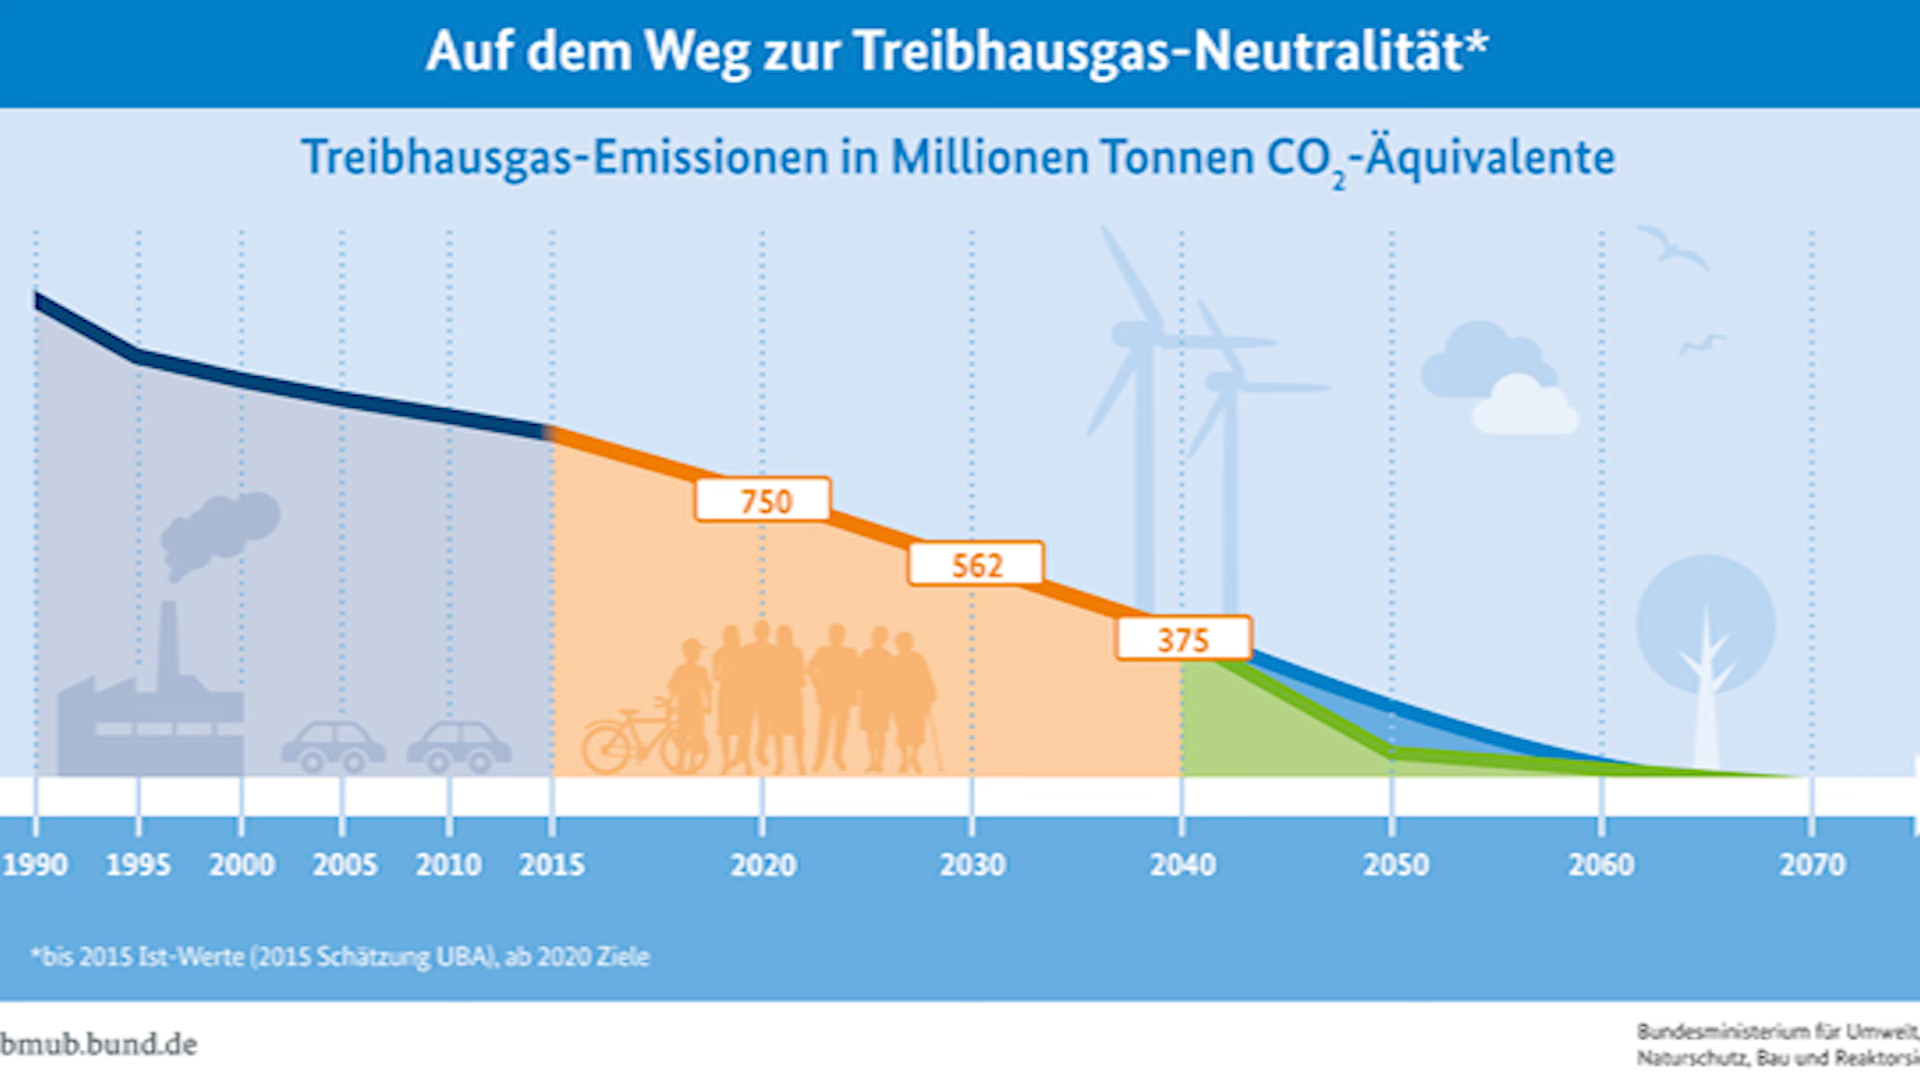 Auf dem Weg zur Treibhausgas-Neutralität*
Treibhausgas-Emissionen in Millionen Tonnen CO₂-Äquivalente
750
562
375
1990 1995 2000 2005 2010 2015 2020 2030 2040 2050 2060 2070
*bis 2015 Ist-Werte (2015 Schätzung UBA), ab 2020 Ziele
bmub.bund.de
Bundesministerium für Umwelt,
Naturschutz, Bau und Reaktorsi